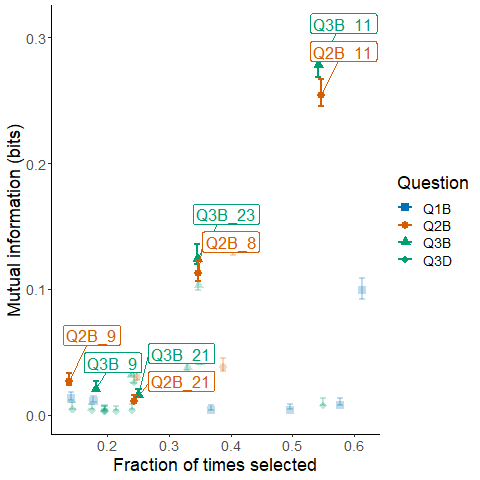 Q3B_11
0.3
Q2B_11
Q3B_23
Q2B_8
0.2
0.1
Q2B_9
Q3B_9
Q3B_21
Q2B_21
0.0
0.2 0.3 0.4 0.5 0.6
Fraction of times selected
Mutual information (bits)
Question
Q1B
Q2B
Q3B
Q3D